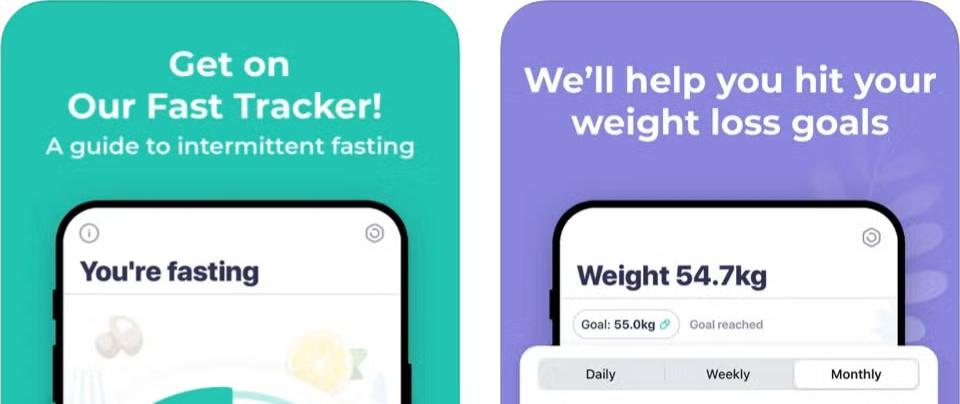 Get on
Our Fast Tracker!
A guide to intermittent fasting
You're fasting
We'll help you hit your
weight loss goals
Weight 54.7kg
Goal: 55.0kg Goal reached
Daily Weekly Monthly